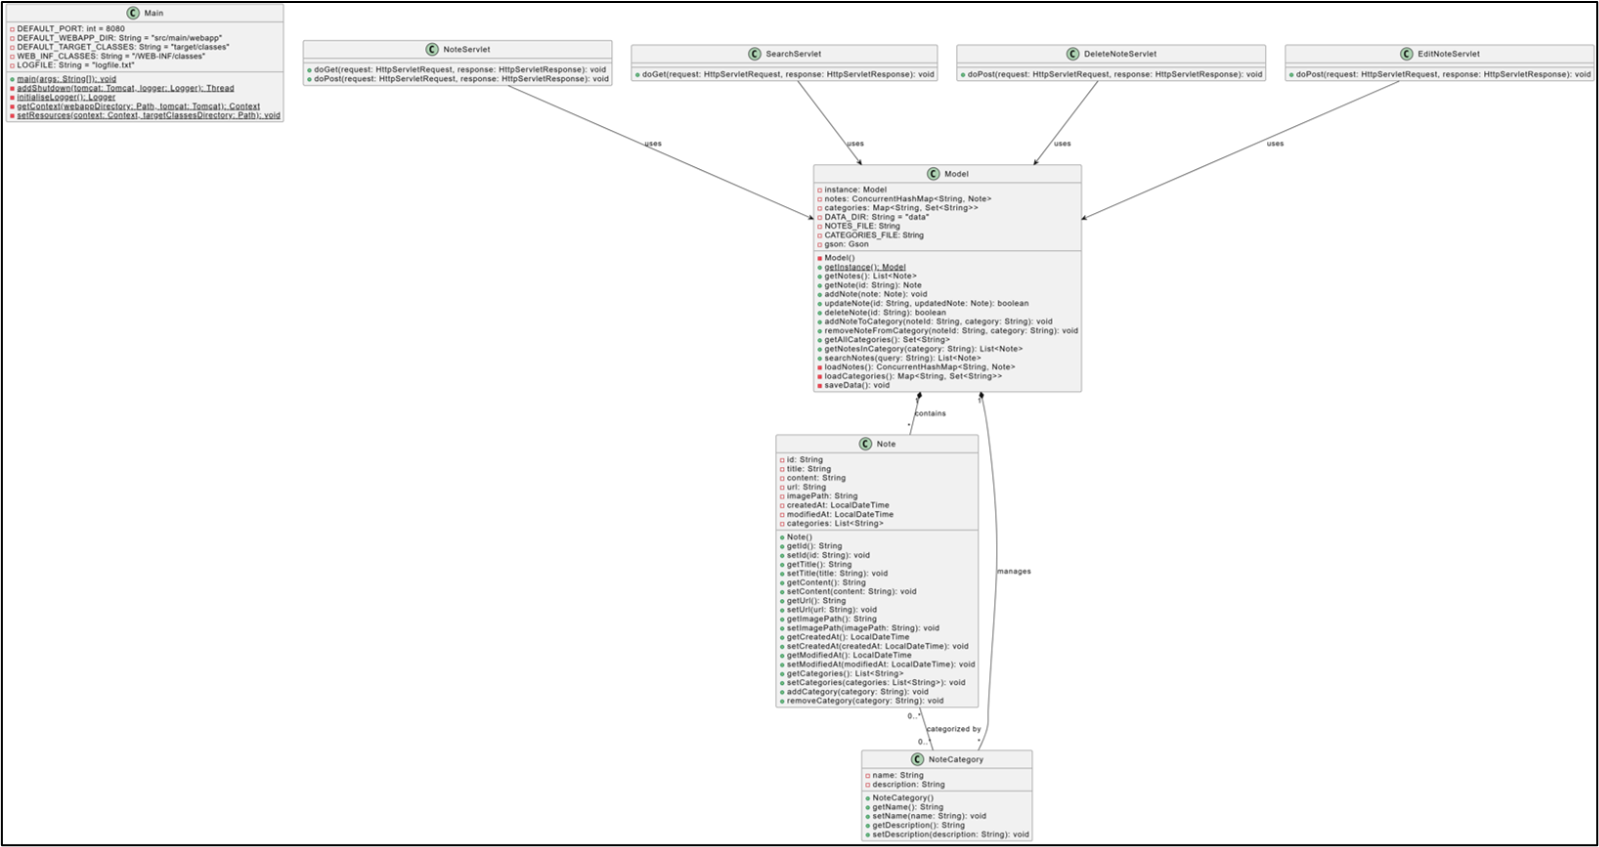 C Main
DEFAULT_PORT: int = 8080
DEFAULT_WEBAPP_DIR: String = "src/main/webapp"
DEFAULT_TARGET_CLASSES: String = "target/classes"
WEB_INF_CLASSES: String = "/WEB-INF/classes"
LOGFILE: String = "logfile.txt"
main(args: String[]): void
addShutdown(tomcat: Tomcat, logger: Logger): Thread
initialiseLogger(): Logger
getContext(webappDirectory: Path, tomcat: Tomcat): Context
setResources(context: Context, targetClassesDirectory: Path): void
C NoteServlet
doGet(request: HttpServletRequest, response: HttpServletResponse): void
doPost(request: HttpServletRequest, response: HttpServletResponse): void
C SearchServlet
doGet(request: HttpServletRequest, response: HttpServletResponse): void
C DeleteNoteServlet
doPost(request: HttpServletRequest, response: HttpServletResponse): void
C EditNoteServlet
doPost(request: HttpServletRequest, response: HttpServletResponse): void
uses
uses
uses
uses
C Model
instance: Model
notes: ConcurrentHashMap<String, Note>
categories: Map<String, Set<String>>
DATA_DIR: String = "data"
NOTES_FILE: String
CATEGORIES_FILE: String
gson: Gson
Model()
getInstance(): Model
getNotes(): List<Note>
getNote(id: String): Note
addNote(note: Note): void
updateNote(id: String, updatedNote: Note): boolean
deleteNote(id: String): boolean
addNoteToCategory(noteId: String, category: String): void
removeNoteFromCategory(noteId: String, category: String): void
getAllCategories(): Set<String>
getNotesInCategory(category: String): List<Note>
searchNotes(query: String): List<Note>
loadNotes(): ConcurrentHashMap<String, Note>
loadCategories(): Map<String, Set<String>>
saveData(): void
1
1
contains
*
C Note
id: String
title: String
content: String
url: String
imagePath: String
createdAt: LocalDateTime
modifiedAt: LocalDateTime
categories: List<String>
Note()
getId(): String
setId(id: String): void
getTitle(): String
setTitle(title: String): void
getContent(): String
setContent(content: String): void
getUrl(): String
setUrl(url: String): void
getImagePath(): String
setImagePath(imagePath: String): void
getCreatedAt(): LocalDateTime
setCreatedAt(createdAt: LocalDateTime): void
getModifiedAt(): LocalDateTime
setModifiedAt(modifiedAt: LocalDateTime): void
getCategories(): List<String>
setCategories(categories: List<String>): void
addCategory(category: String): void
removeCategory(category: String): void
manages
0..*
categorized by
0..*
*
C NoteCategory
name: String
description: String
NoteCategory()
getName(): String
setName(name: String): void
getDescription(): String
setDescription(description: String): void